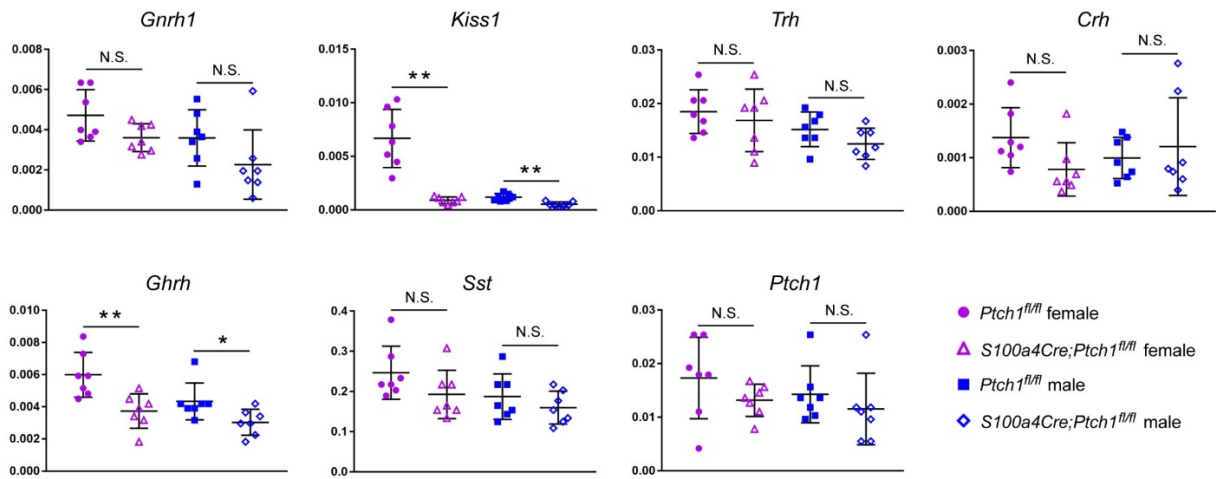 Gnrh1
0.008
0.006
0.004
0.002
0.000
N.S.
N.S.
Kiss1
0.015
0.010
0.005
0.000
**
**
Trh
0.03
0.02
0.01
0.00
N.S.
N.S.
Crh
0.003
0.002
0.001
0.000
N.S.
N.S.
Ghrh
0.010
0.008
0.006
0.004
0.002
0.000
**
*
Sst
0.4
0.3
0.2
0.1
0.0
N.S.
N.S.
Ptch1
0.03
0.02
0.01
0.00
N.S.
N.S.
Ptch1fl/fl female
S100a4Cre;Ptch1fl/fl female
Ptch1fl/fl male
S100a4Cre;Ptch1fl/fl male